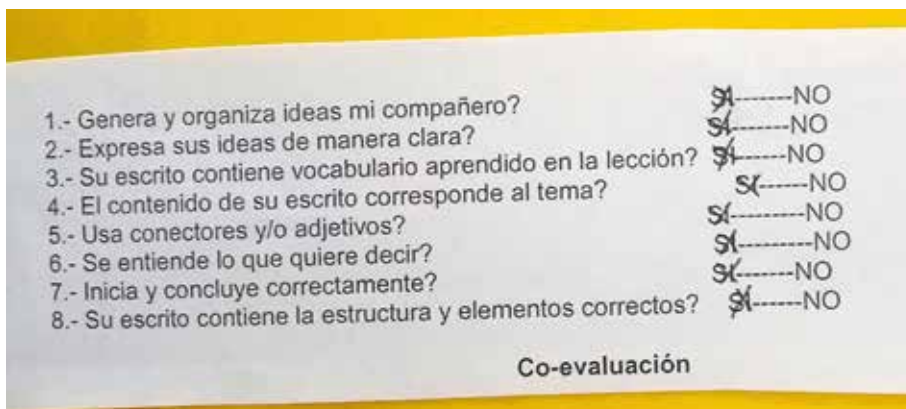 1.- Genera y organiza ideas mi compañero? SI-------NO
2.- Expresa sus ideas de manera clara? SI--------NO
3.- Su escrito contiene vocabulario aprendido en la lección? SI------NO
4.- El contenido de su escrito corresponde al tema? SI------NO
5.- Usa conectores y/o adjetivos? SI----------NO
6.- Se entiende lo que quiere decir? SI----------NO
7.- Inicia y concluye correctamente? SI-------NO
8.- Su escrito contiene la estructura y elementos correctos? SI------NO
Co-evaluación